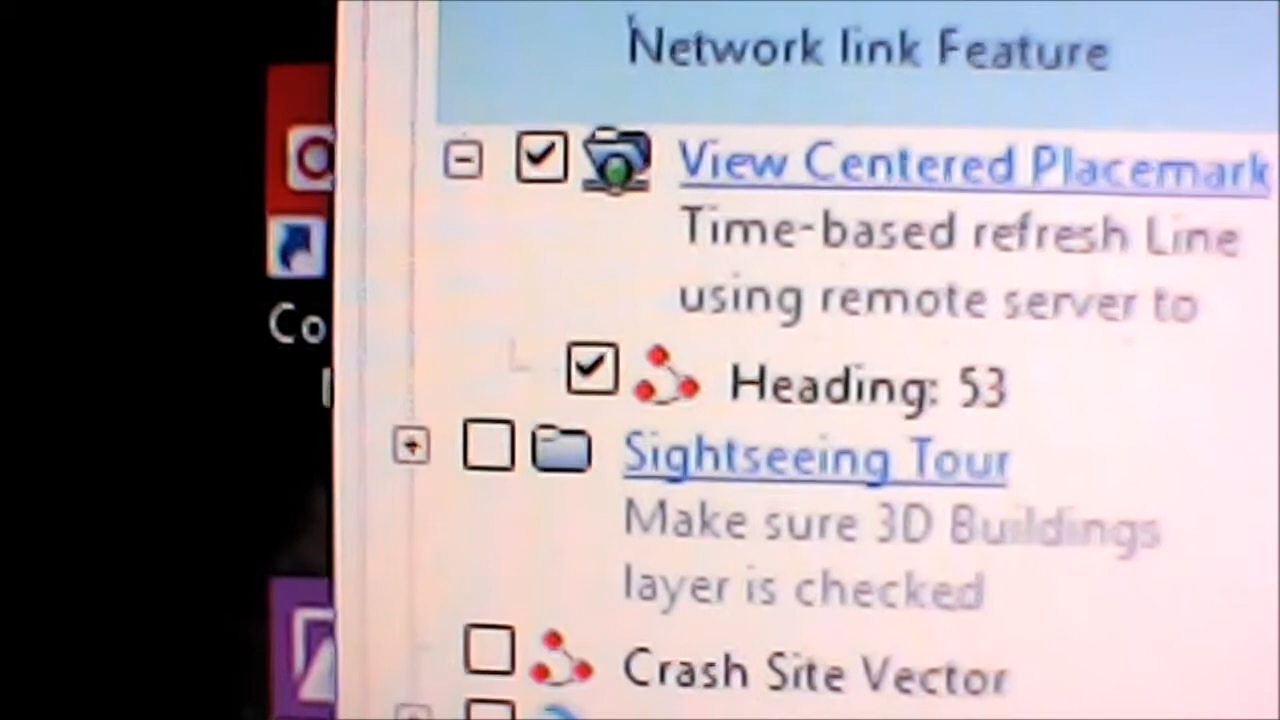 Network link Feature
View Centered Placemark
Time-based refresh Line
using remote server to
Heading: 53
Sightseeing Tour
Make sure 3D Buildings
layer is checked
Crash Site Vector
Co